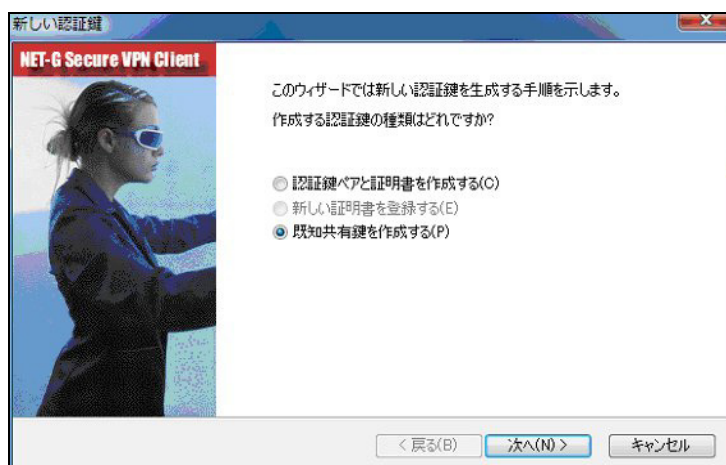 新しい認証鍵
NET-G Secure VPN Client
このウィザードでは新しい認証鍵を生成する手順を示します。
作成する認証鍵の種類はどれですか?
認証鍵ペアと証明書を作成する(C)
新しい証明書を登録する(E)
既知共有鍵を作成する(P)
< 戻る(B)
次へ(N) >
キャンセル